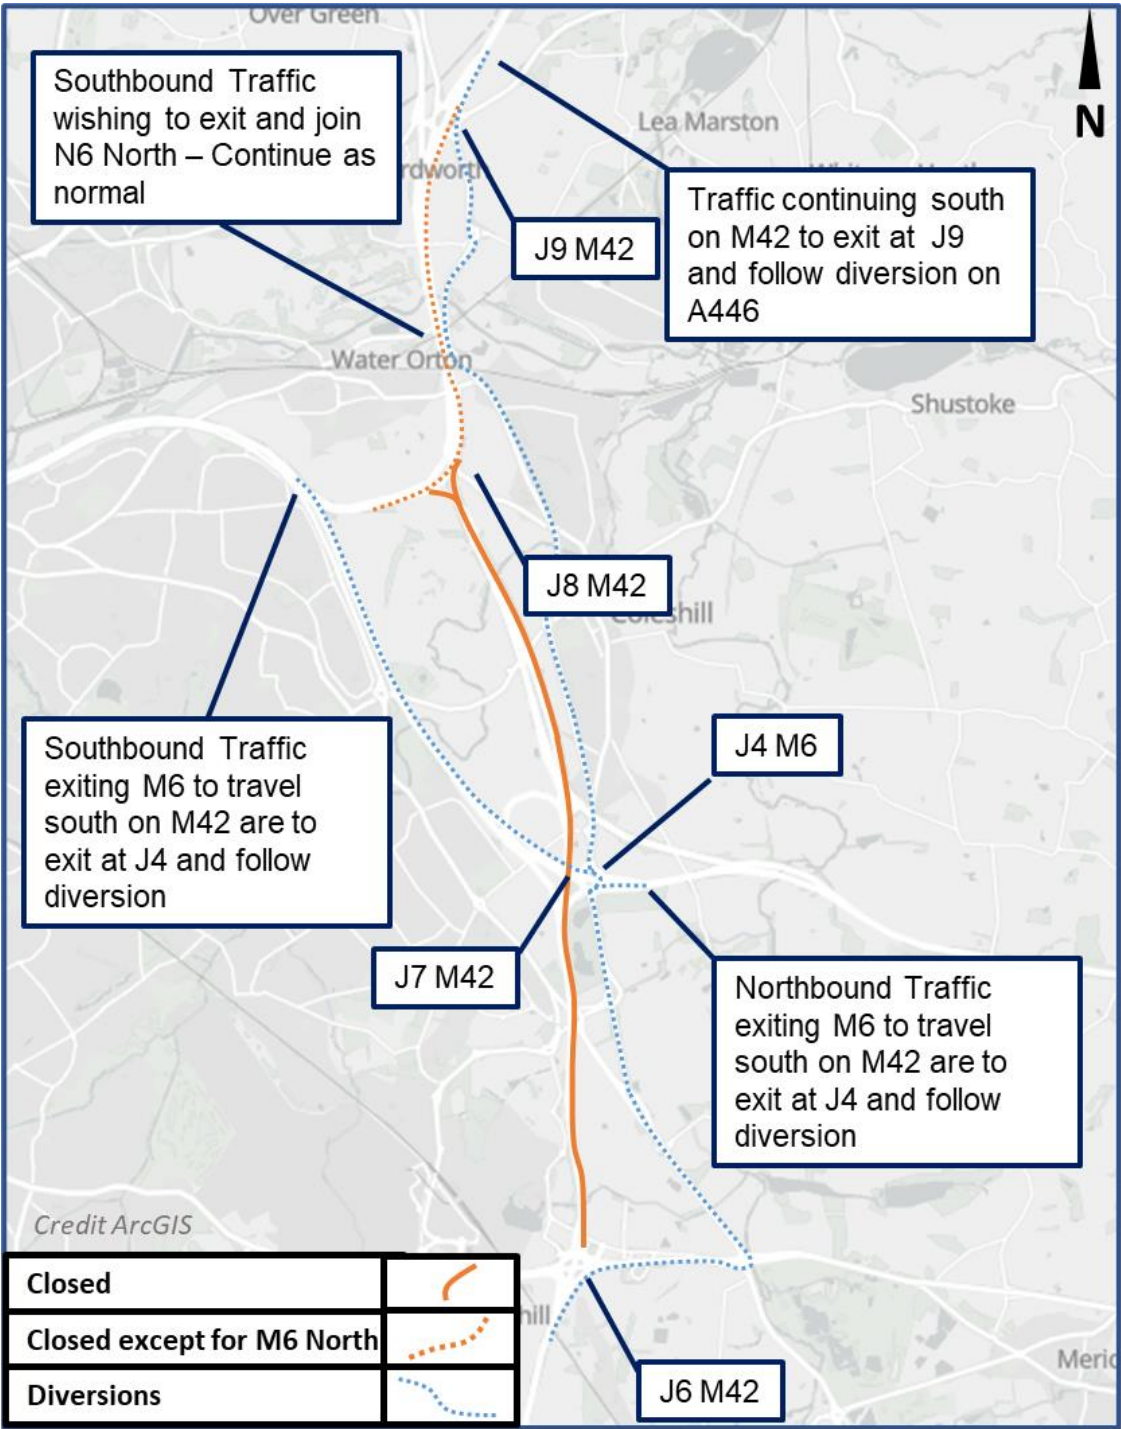 Over Green
N
Southbound Traffic
wishing to exit and join
N6 North – Continue as
normal
Lea Marston
rdworth
Traffic continuing south
on M42 to exit at J9
and follow diversion on
A446
J9 M42
Water Orton
Shustoke
J8 M42
Coleshill
Southbound Traffic
exiting M6 to travel
south on M42 are to
exit at J4 and follow
diversion
J4 M6
J7 M42
Northbound Traffic
exiting M6 to travel
south on M42 are to
exit at J4 and follow
diversion
Credit ArcGIS
Closed
Closed except for M6 North
Diversions
hill
J6 M42
Meric